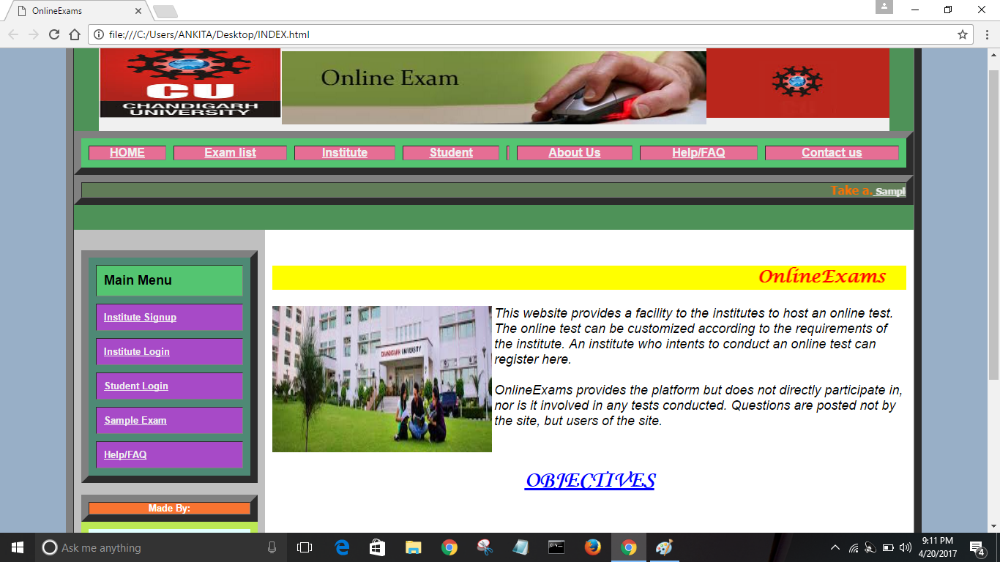 OnlineExams
file:///C:/Users/ANKITA/Desktop/INDEX.html
CU
CHANDIGARH
UNIVERSITY
Online Exam
HOME Exam list Institute Student About Us Help/FAQ Contact us
Take a. Sampl
Main Menu
Institute Signup
Institute Login
Student Login
Sample Exam
Help/FAQ
Made By:
OnlineExams
CHANDIGARH UNIVERSITY
This website provides a facility to the institutes to host an online test.
The online test can be customized according to the requirements of
the institute. An institute who intents to conduct an online test can
register here.
OnlineExams provides the platform but does not directly participate in,
nor is it involved in any tests conducted. Questions are posted not by
the site, but users of the site.
OBJECTIVES
Ask me anything
9:11 PM
4/20/2017
4